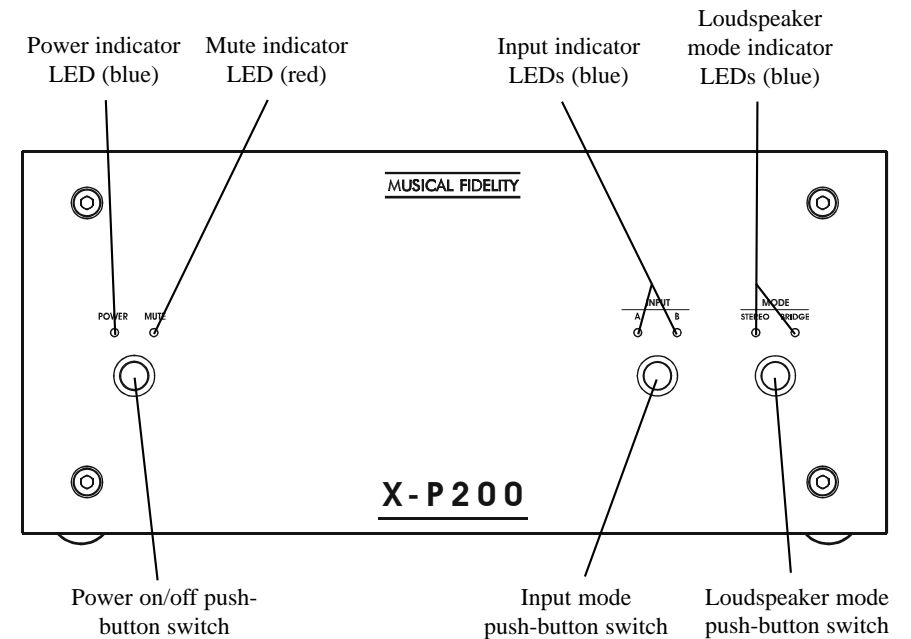 Power indicator
LED (blue)
Mute indicator
LED (red)
Input indicator
LEDs (blue)
Loudspeaker
mode indicator
LEDs (blue)
MUSICAL FIDELITY
POWER
MUTE
INPUT
A
B
MODE
STEREO
BRIDGE
X-P200
Power on/off push-
button switch
Input mode
push-button switch
Loudspeaker mode
push-button switch